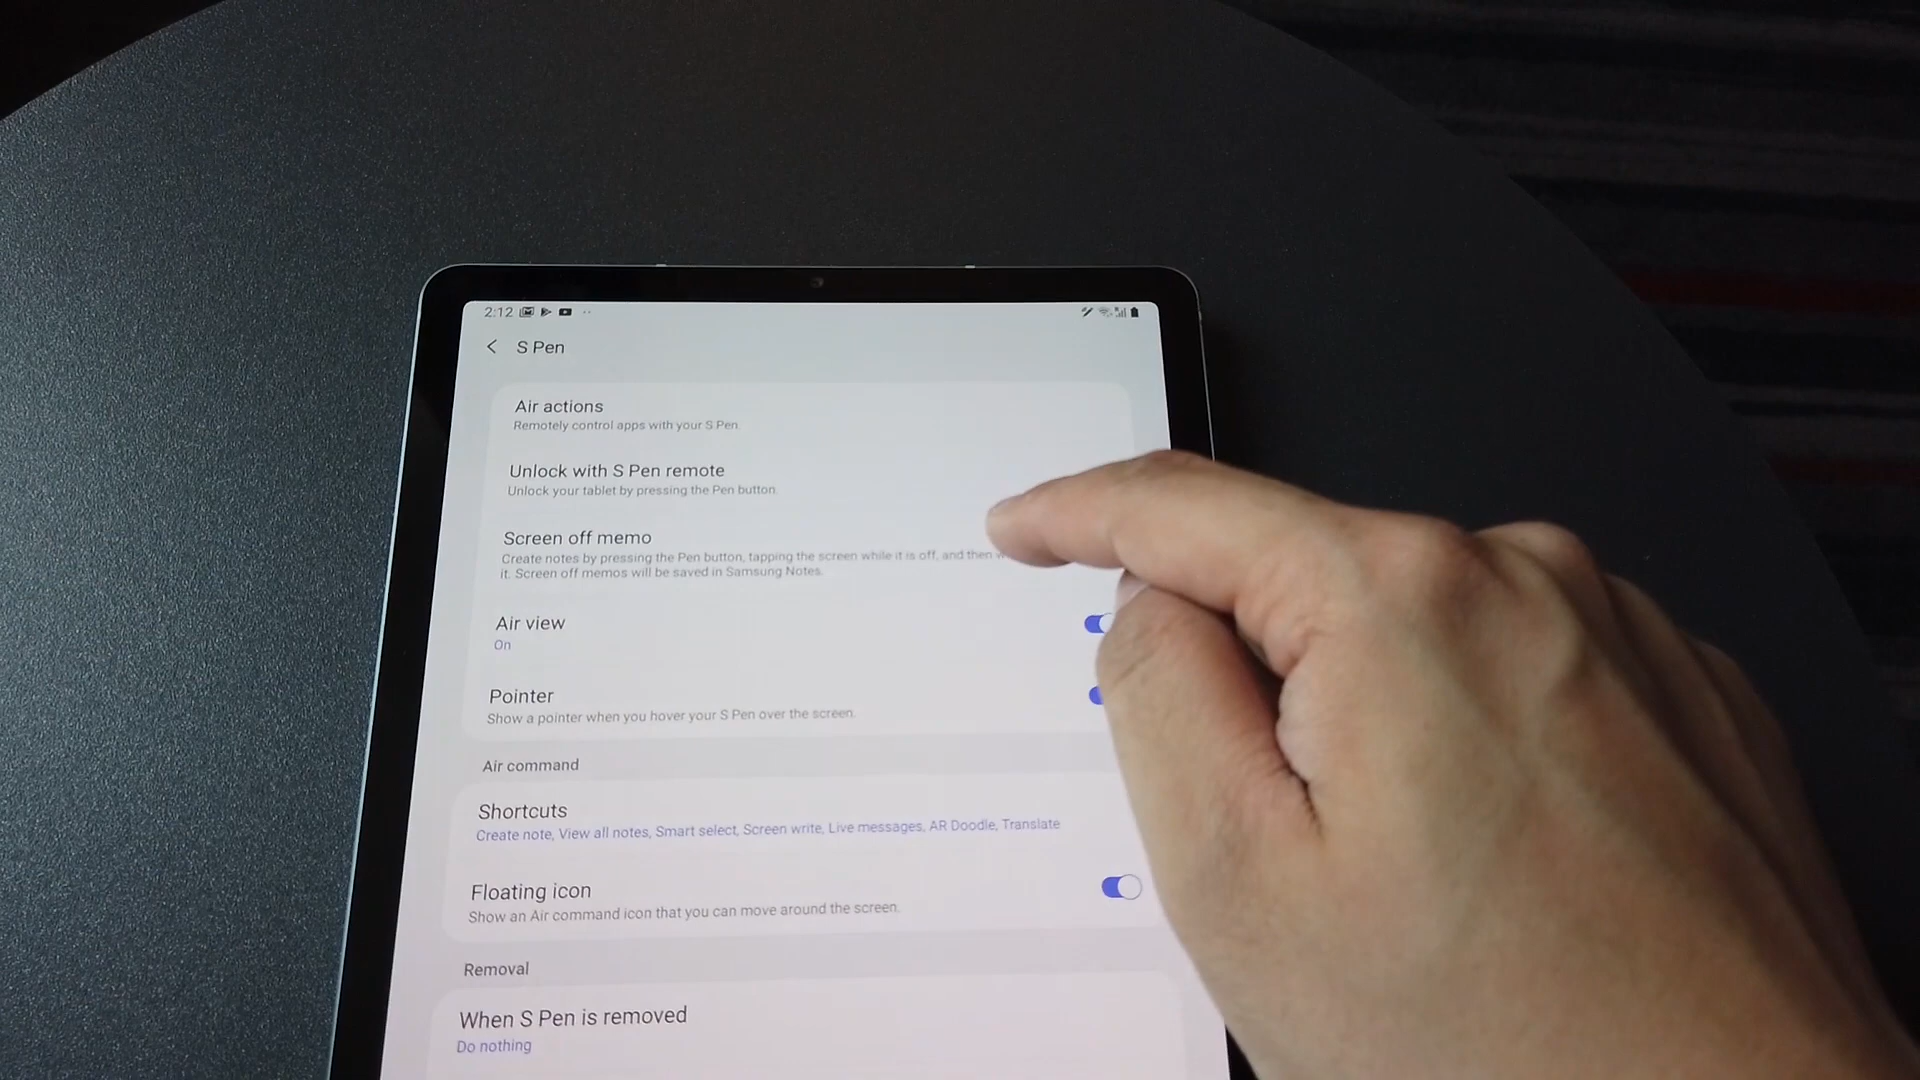 2:12
S Pen
Air actions
Remotely control apps with your S Pen.
Unlock with S Pen remote
Unlock your tablet by pressing the Pen button.
Screen off memo
Create notes by pressing the Pen button, tapping the screen while it is off, and then
it. Screen off memos will be saved in Samsung Notes.
Air view
On
Pointer
Show a pointer when you hover your S Pen over the screen.
Air command
Shortcuts
Create note, View all notes, Smart select, Screen write, Live messages, AR Doodle, Translate
Floating icon
Show an Air command icon that you can move around the screen.
Removal
When S Pen is removed
Do nothing